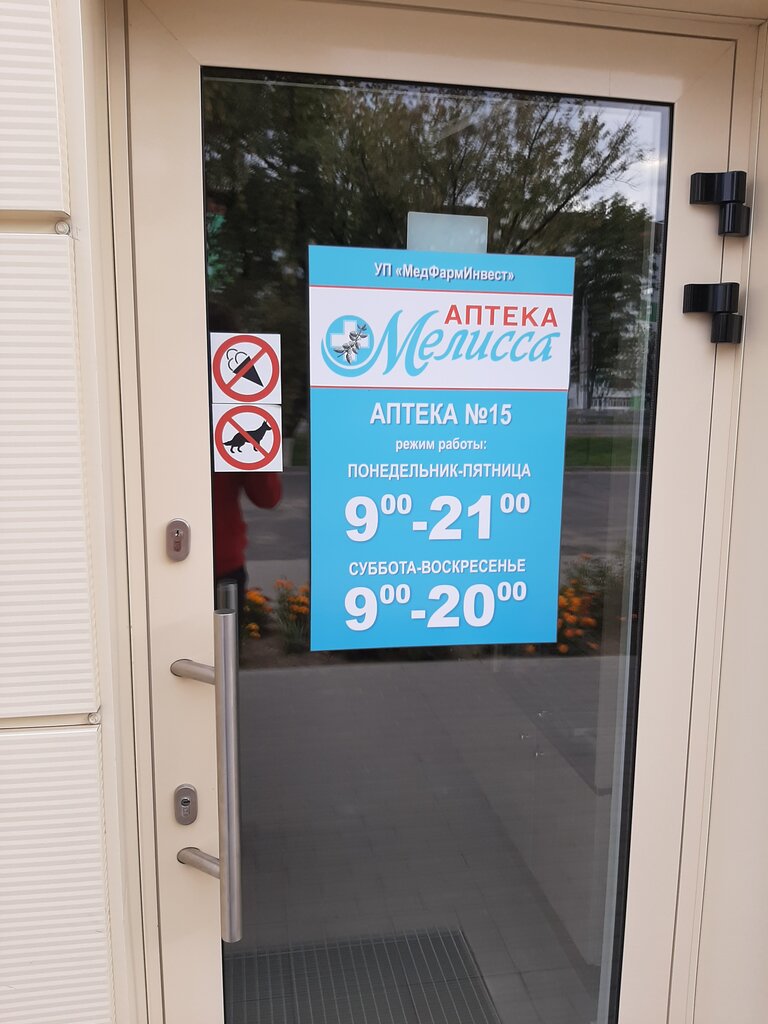 УП «МедФармИнвест»
АПТЕКА
Мелисса
АПТЕКА №15
режим работы:
ПОНЕДЕЛЬНИК-ПЯТНИЦА
9⁰⁰-21⁰⁰
СУББОТА-ВОСКРЕСЕНЬЕ
9⁰⁰-20⁰⁰